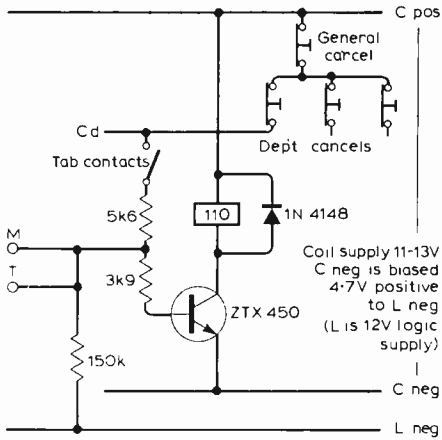 C pos
General
carcel
Cd
Dept cancels
Tab contacts
5k6
110
1N 4148
M
T
3k9
ZTX 450
150k
Coil supply 11-13V
C neg is biased
4·7V positive
to L neg
(L is 12V logic
supply)
C neg
L neg